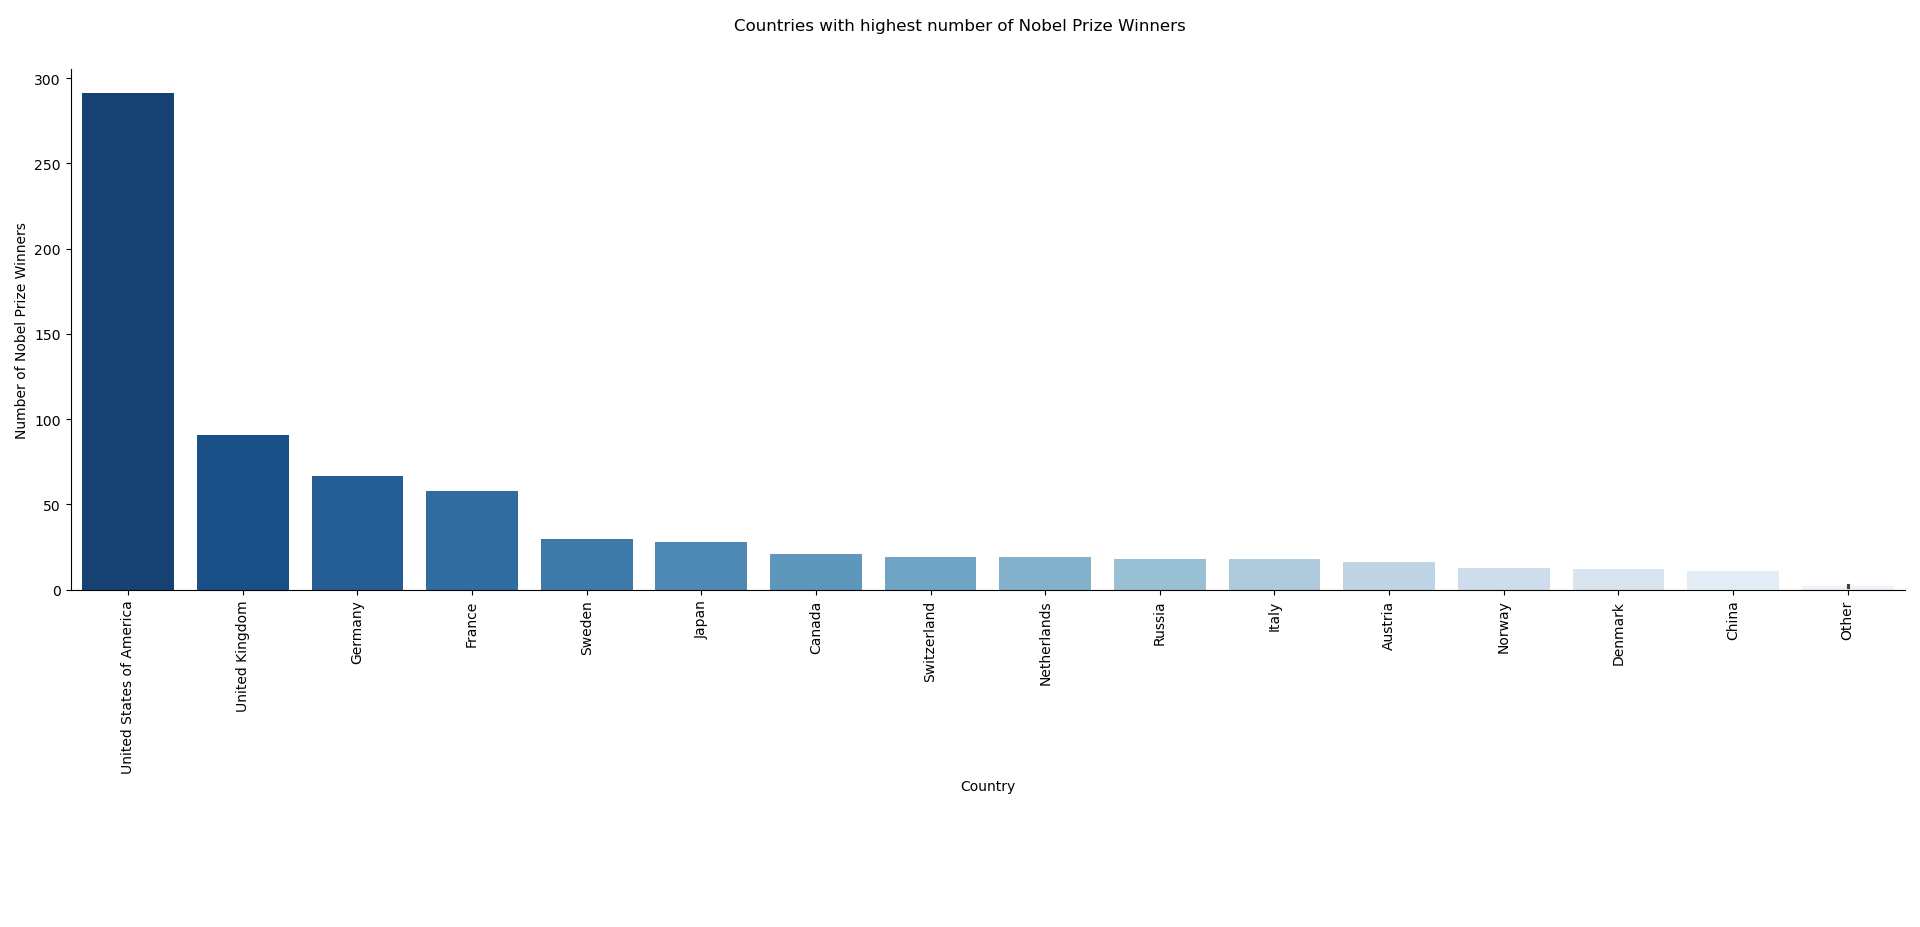 Countries with highest number of Nobel Prize Winners
Number of Nobel Prize Winners
300
250
200
150
100
50
0
United States of America
United Kingdom
Germany
France
Sweden
Japan
Canada
Switzerland
Netherlands
Russia
Italy
Austria
Norway
Denmark
China
Other
Country